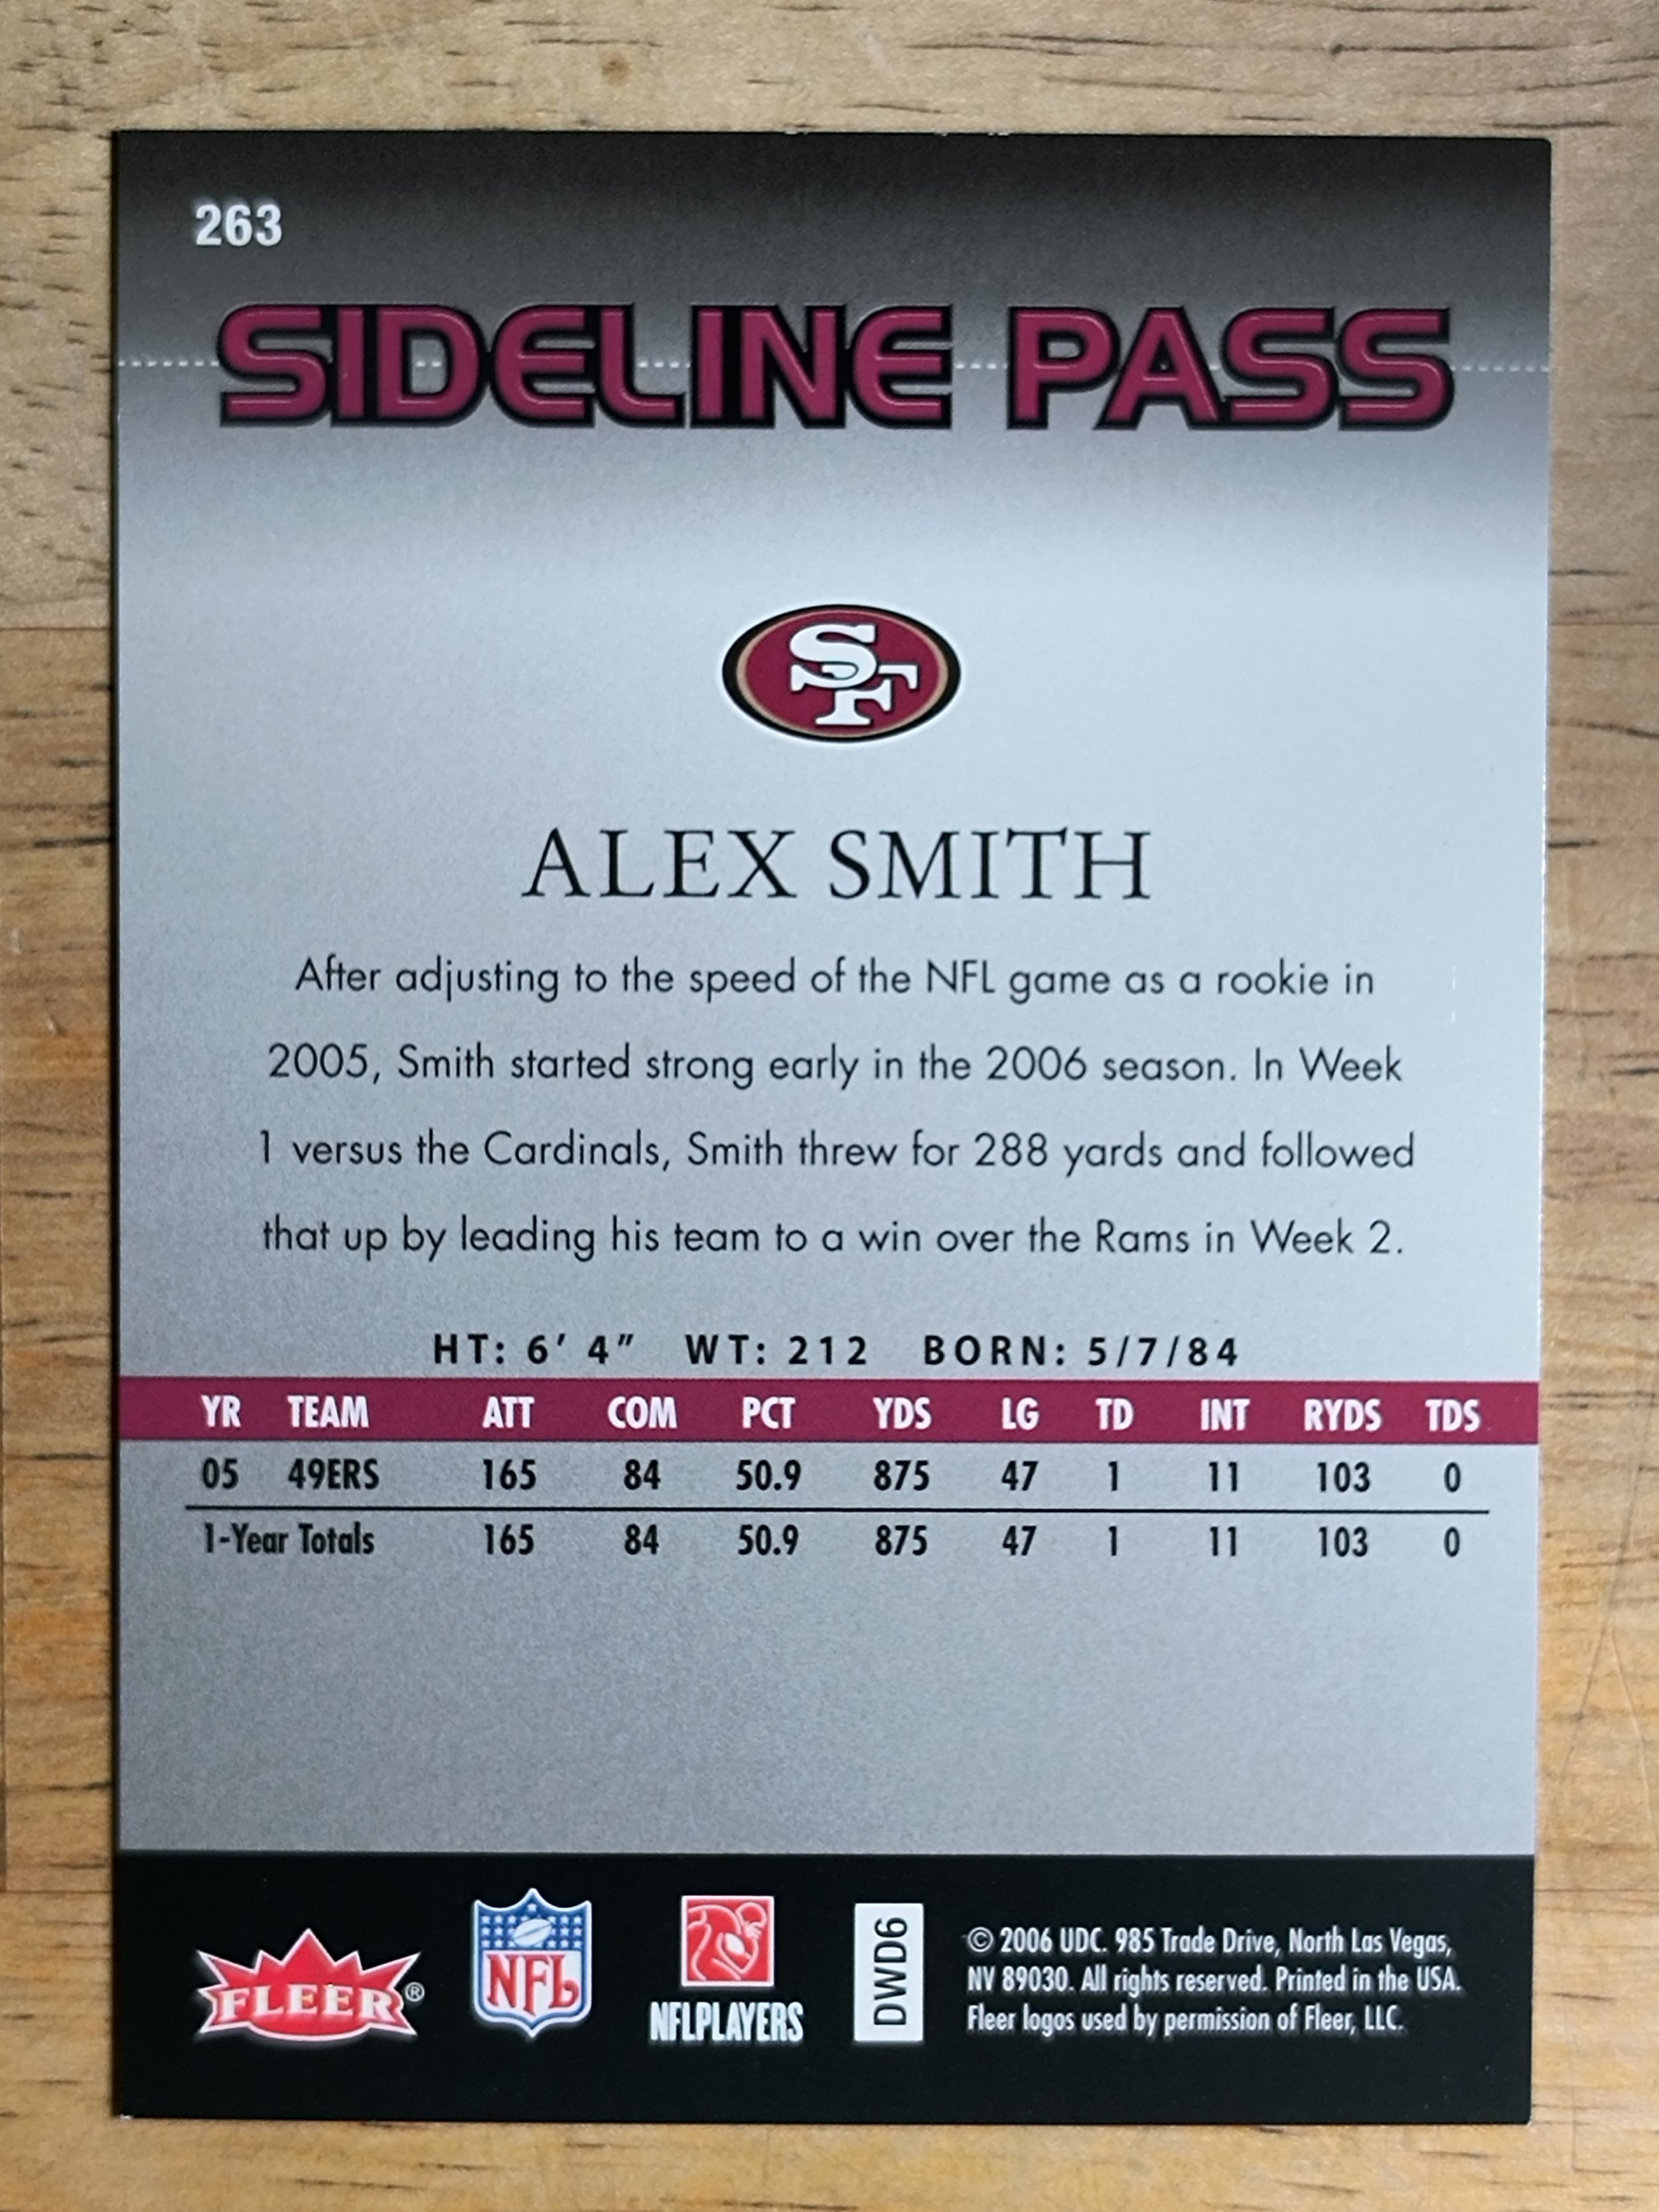 263
SIDELINE PASS
SF
ALEX SMITH
After adjusting to the speed of the NFL game as a rookie in
2005, Smith started strong early in the 2006 season. In Week
1 versus the Cardinals, Smith threw for 288 yards and followed
that up by leading his team to a win over the Rams in Week 2.
HT: 6' 4" WT: 212 BORN: 5/7/84
YR TEAM ATT COM PCT YDS LG TD INT RYDS TDS
05 49ERS 165 84 50.9 875 47 1 11 103 0
1-Year Totals 165 84 50.9 875 47 1 11 103 0
FLEER®
NFL
NFLPLAYERS
DWD6
© 2006 UDC. 985 Trade Drive, North Las Vegas,
NV 89030. All rights reserved. Printed in the USA.
Fleer logos used by permission of Fleer, LLC.